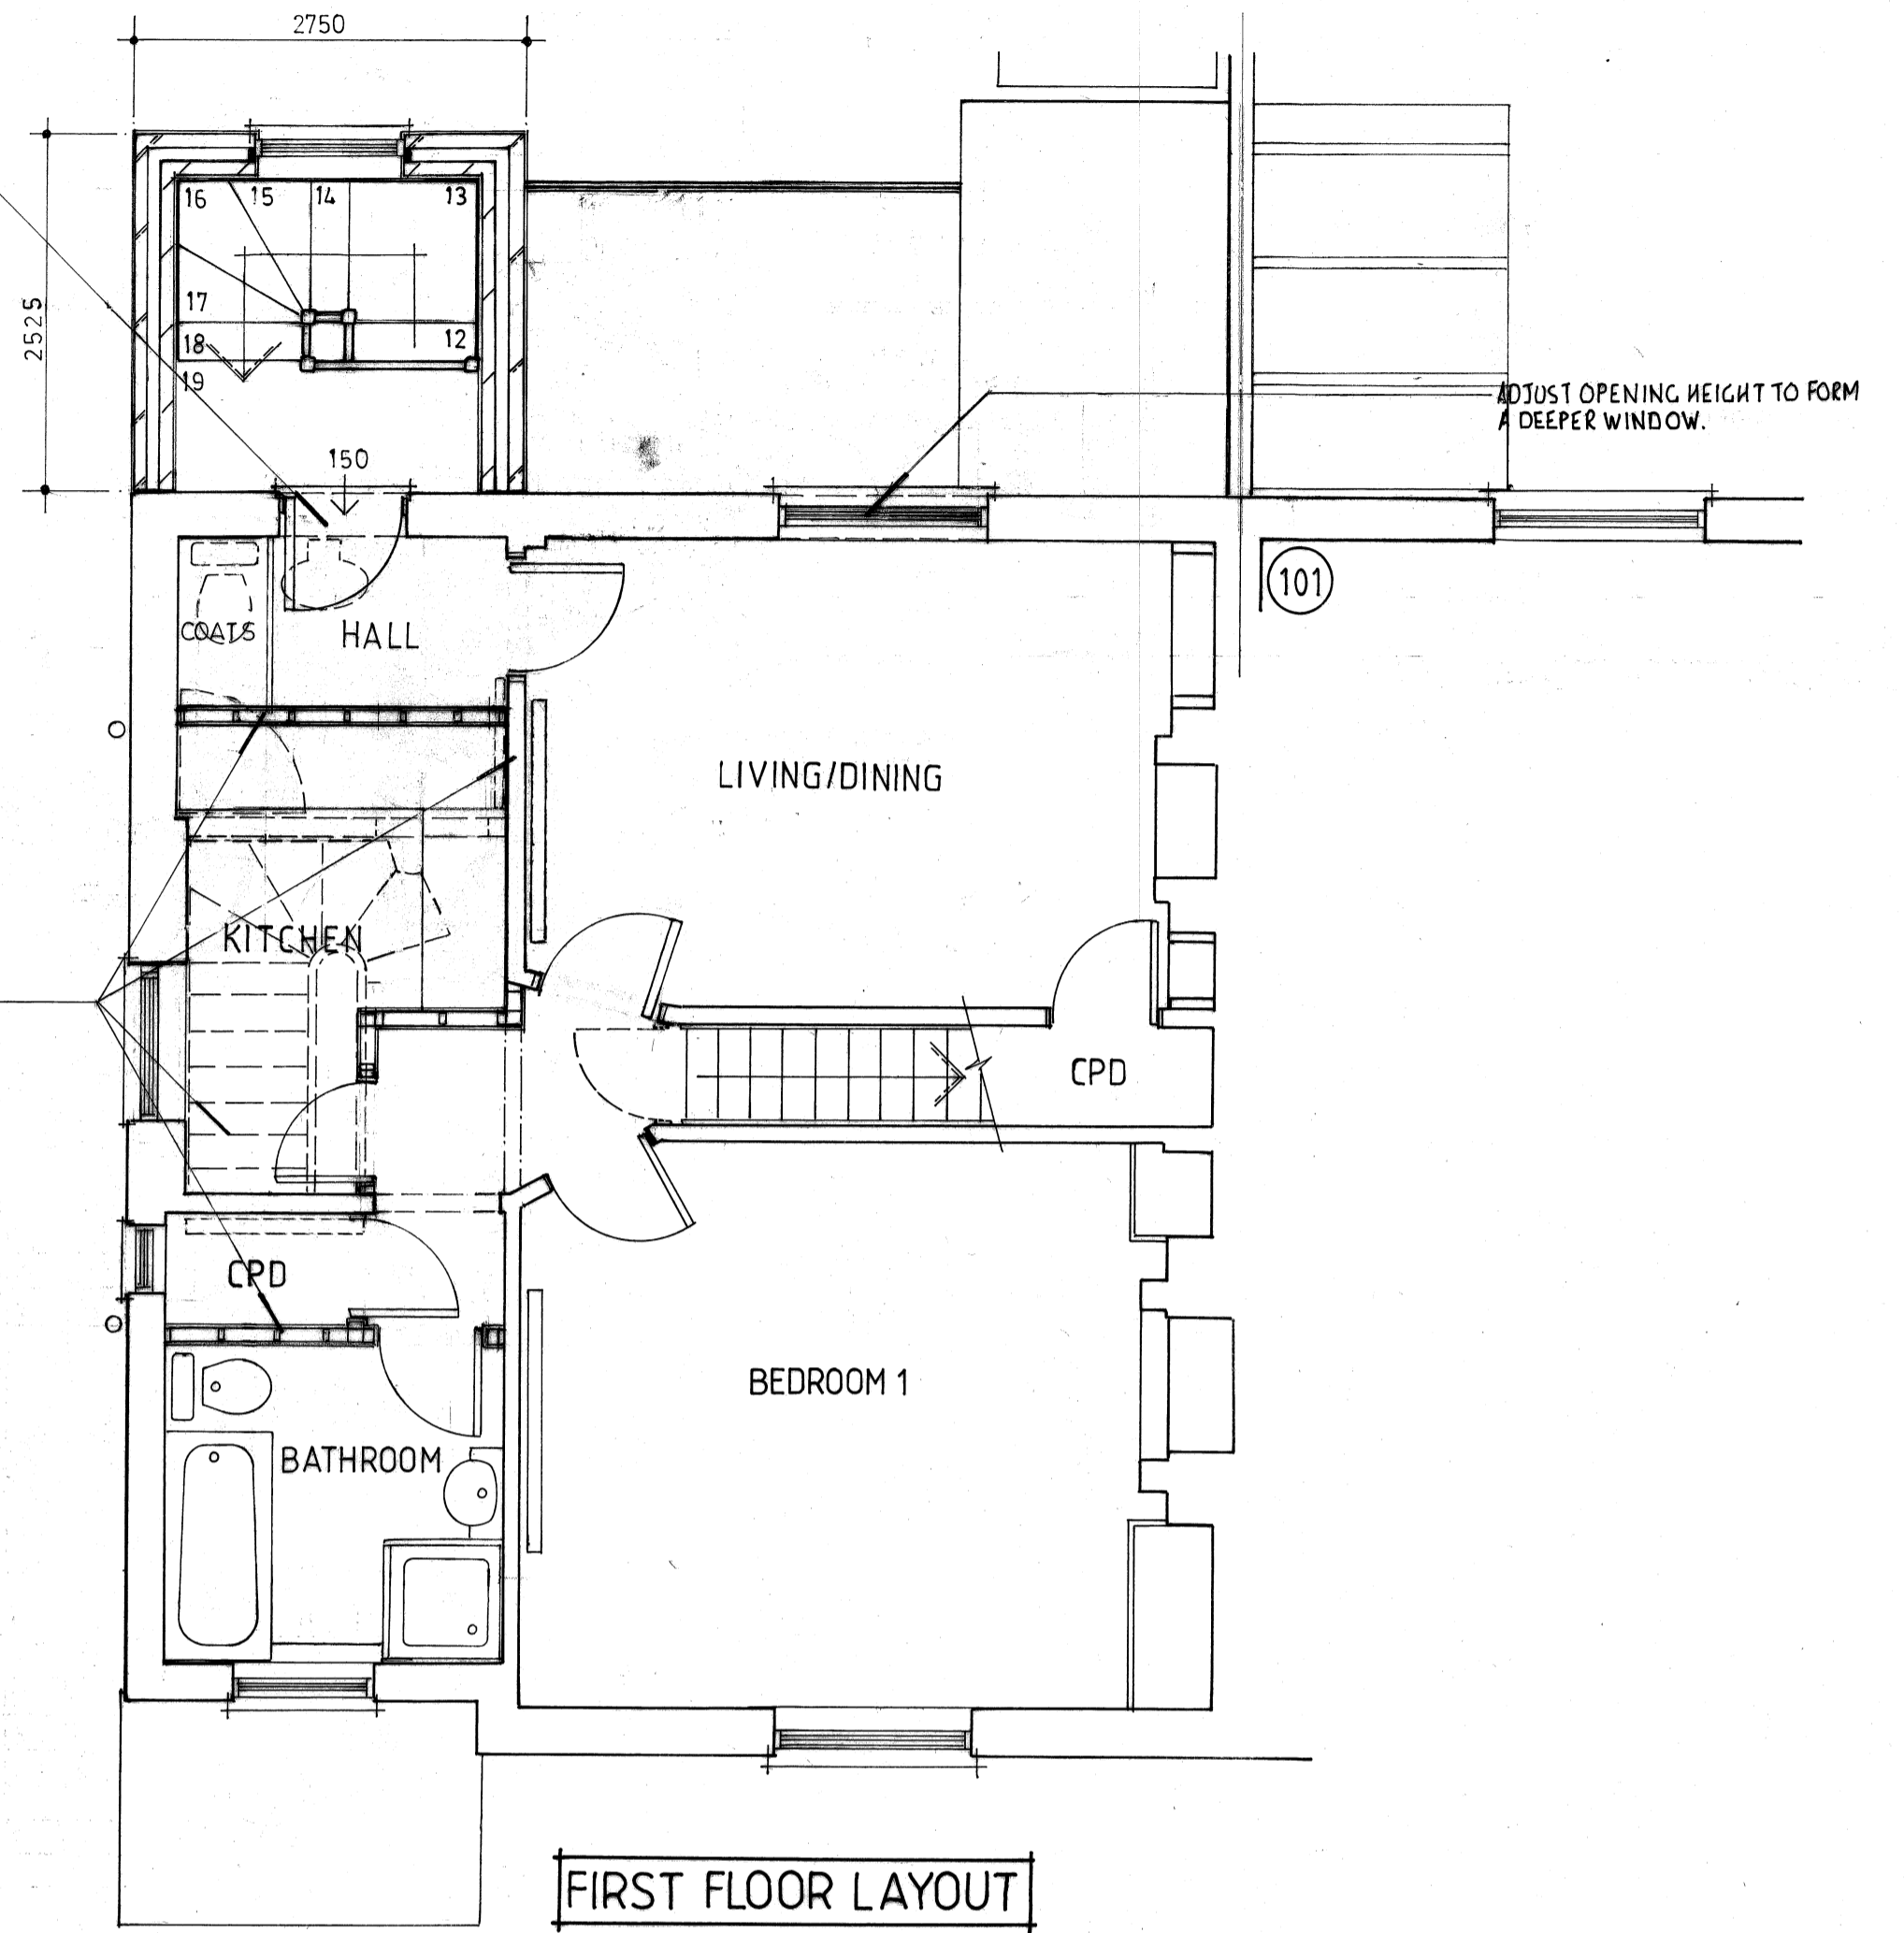 2750
16
15
14
13
2525
17
18
12
19
ADJUST OPENING HEIGHT TO FORM
A DEEPER WINDOW.
150
101
COATS
HALL
LIVING/DINING
KITCHEN
CPD
CPD
BEDROOM 1
BATHROOM
FIRST FLOOR LAYOUT